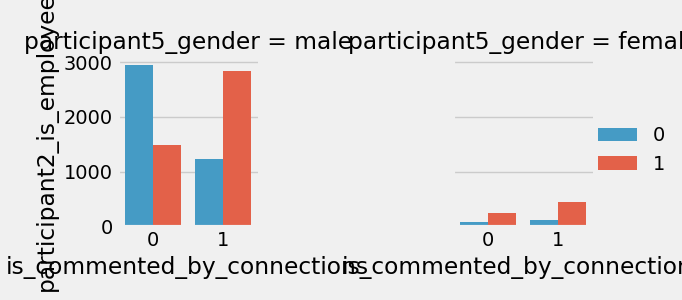 participant5_gender = male
participant5_gender = femal
participant2_is_employee
3000
2000
1000
0
0
1
0
1
0
1
is_commented_by_connections
is_commented_by_connection